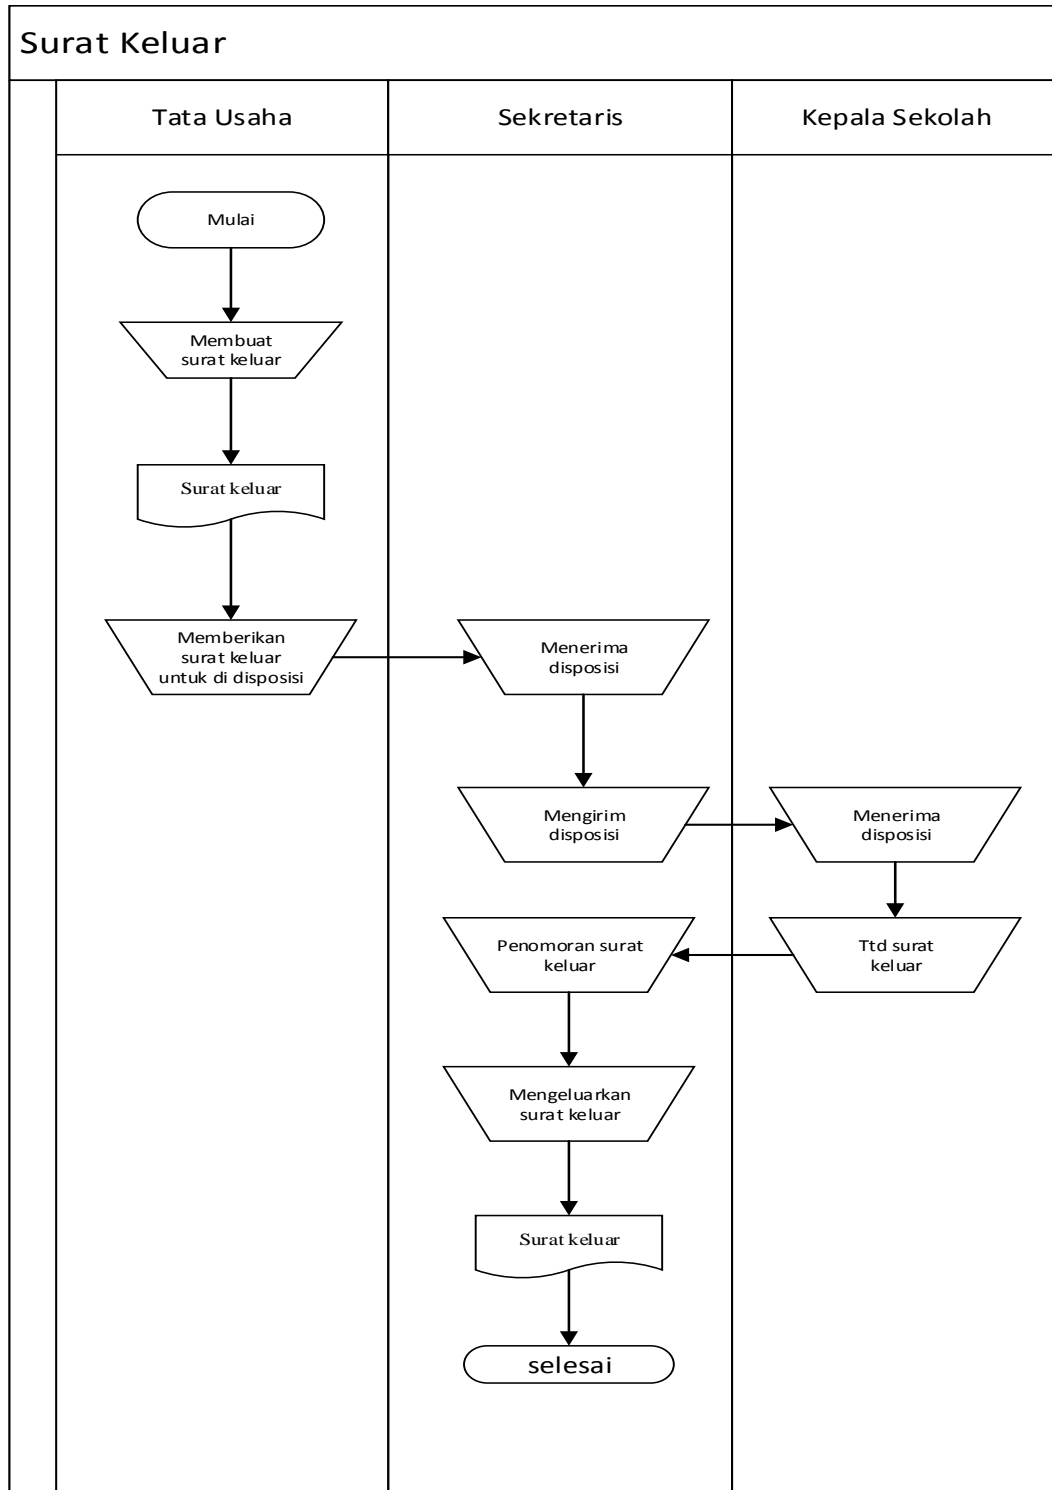 Surat Keluar
Tata Usaha
Sekretaris
Kepala Sekolah
Mulai
Membuat
surat keluar
Surat keluar
Memberikan
surat keluar
untuk di disposisi
Menerima
disposisi
Mengirim
disposisi
Menerima
disposisi
Ttd surat
keluar
Penomoran surat
keluar
Mengeluarkan
surat keluar
Surat keluar
selesai